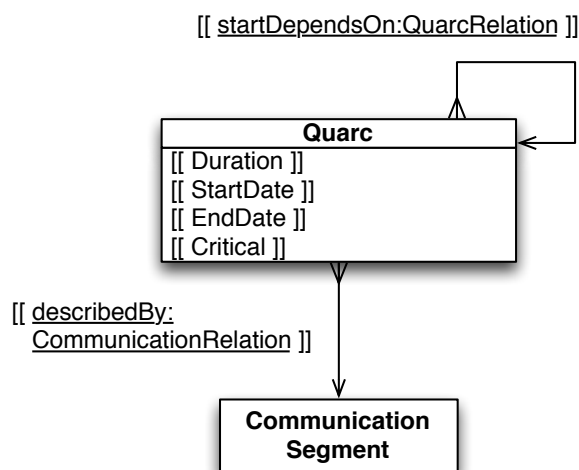 [[ startDependsOn:QuarcRelation ]]
Quarc
[[ Duration ]]
[[ StartDate ]]
[[ EndDate ]]
[[ Critical ]]
[[ describedBy:
CommunicationRelation ]]
Communication
Segment